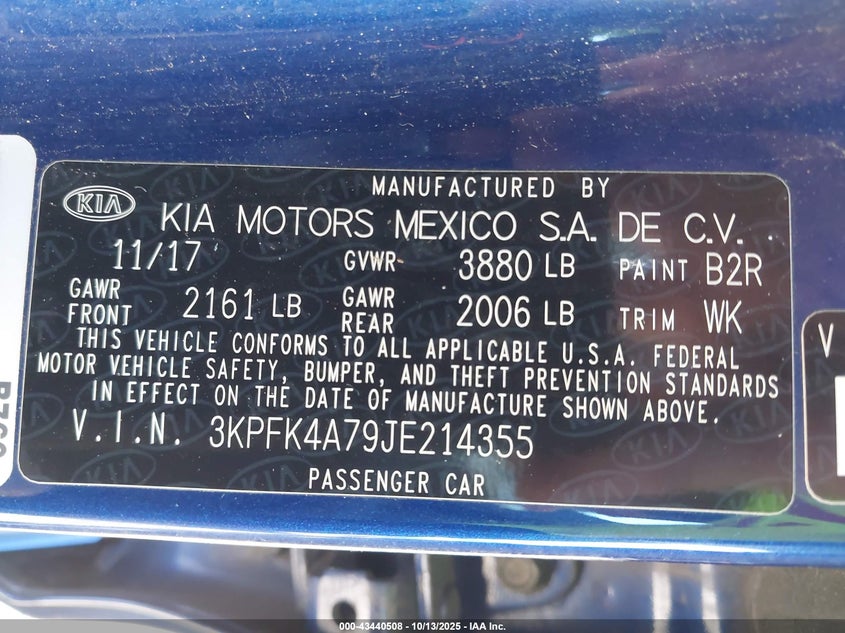 MANUFACTURED BY
KIA KIA MOTORS MEXICO S.A. DE C.V.
11/17 GVWR- 3880 LB PAINT B2R
GAWR FRONT 2161 LB GAWR REAR 2006 LB TRIM WK
THIS VEHICLE CONFORMS TO ALL APPLICABLE U.S.A. FEDERAL
MOTOR VEHICLE SAFETY, BUMPER, AND THEFT PREVENTION STANDARDS
IN EFFECT ON THE DATE OF MANUFACTURE SHOWN ABOVE.
V.I.N. 3KPFK4A79JE214355
PASSENGER CAR
V
000-43440508 - 10/13/2025 - IAA Inc.